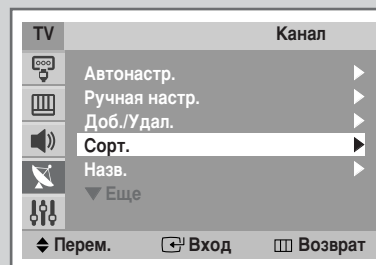 TV Канал
Автонастр.
Ручная настр.
Доб./Удал.
Сорт.
Назв.
Еще
Перем. Вход Возврат